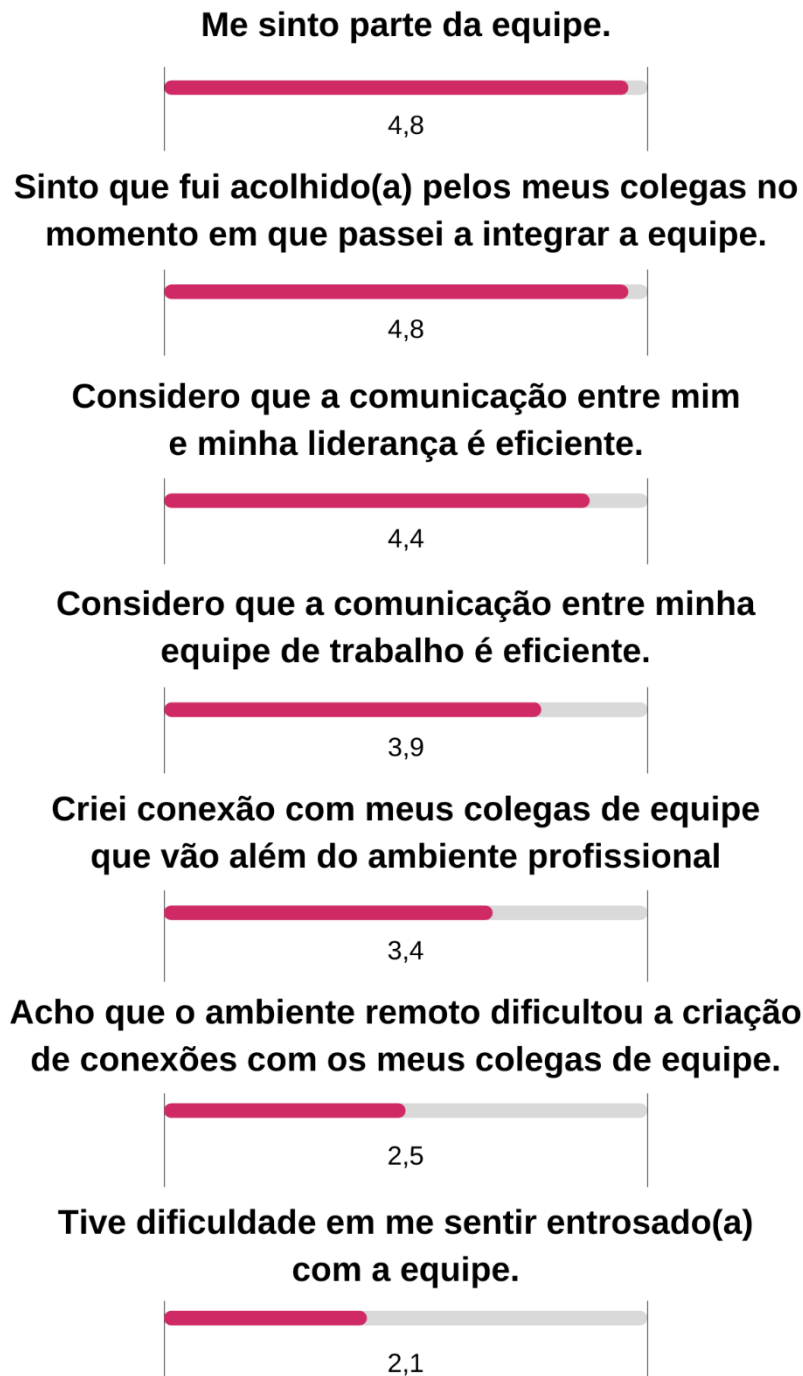 Me sinto parte da equipe.
4,8
Sinto que fui acolhido(a) pelos meus colegas no
momento em que passei a integrar a equipe.
4,8
Considero que a comunicação entre mim
e minha liderança é eficiente.
4,4
Considero que a comunicação entre minha
equipe de trabalho é eficiente.
3,9
Criei conexão com meus colegas de equipe
que vão além do ambiente profissional
3,4
Acho que o ambiente remoto dificultou a criação
de conexões com os meus colegas de equipe.
2,5
Tive dificuldade em me sentir entrosado(a)
com a equipe.
2,1